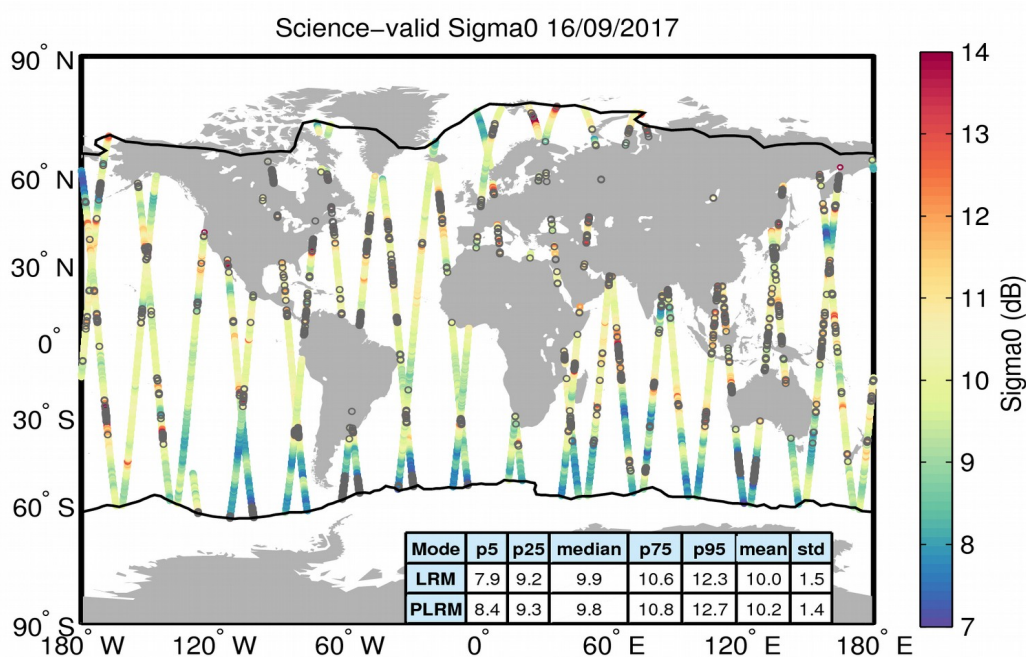 Science−valid Sigma0 16/09/2017
90° N
60° N
30° N
0°
30° S
60° S
90° S
180° W
120° W
60° W
0°
60° E
120° E
180° E
14
13
12
11
10
9
8
7
Sigma0 (dB)
Mode p5 p25 median p75 p95 mean std
LRM 7.9 9.2 9.9 10.6 12.3 10.0 1.5
PLRM 8.4 9.3 9.8 10.8 12.7 10.2 1.4